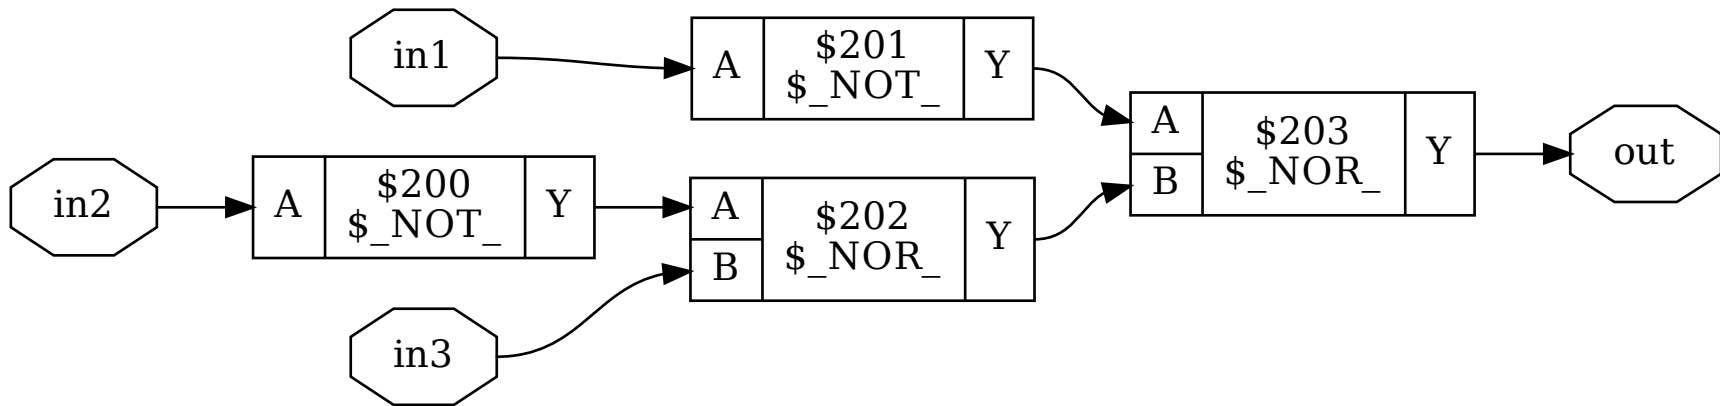 in1
A
$201
$_NOT_
Y
in2
A
$200
$_NOT_
Y
in3
A
B
$202
$_NOR_
Y
A
B
$203
$_NOR_
Y
out